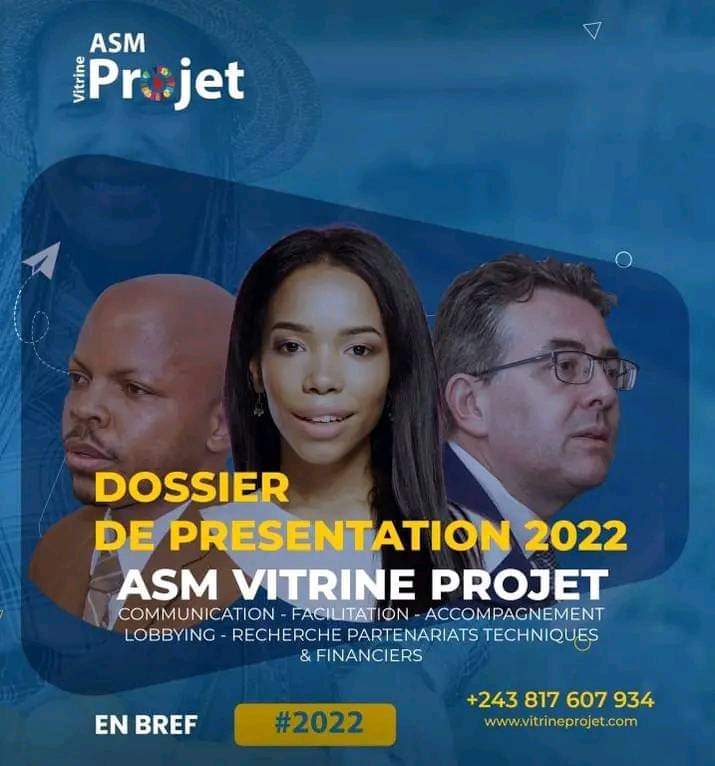 ASM
Vitrine
Projet
DOSSIER
DE PRESENTATION 2022
ASM VITRINE PROJET
COMMUNICATION - FACILITATION - ACCOMPAGNEMENT
LOBBYING - RECHERCHE PARTENARIATS TECHNIQUES
& FINANCIERS
+243 817 607 934
www.vitrineprojet.com
EN BREF
#2022